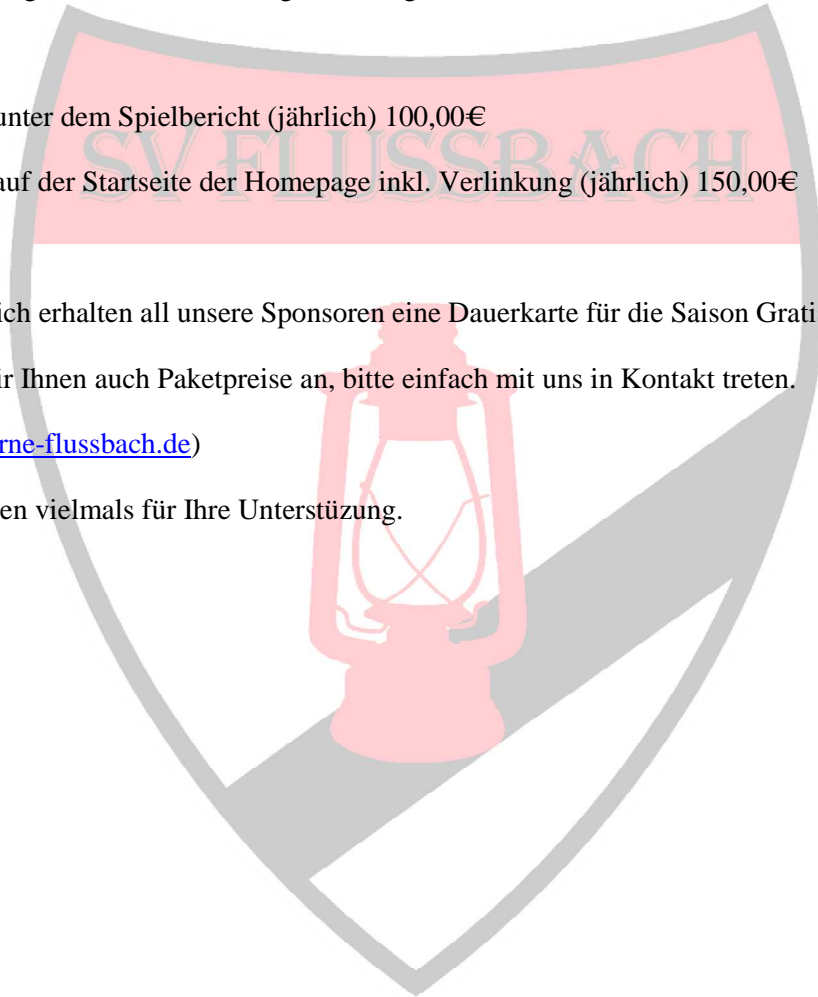 unter dem Spielbericht (jährlich) 100,00€
SV FLUSSBACH
auf der Startseite der Homepage inkl. Verlinkung (jährlich) 150,00€
ich erhalten all unsere Sponsoren eine Dauerkarte für die Saison Grati
ir Ihnen auch Paketpreise an, bitte einfach mit uns in Kontakt treten.
rne-flussbach.de)
en vielmals für Ihre Unterstüzung.